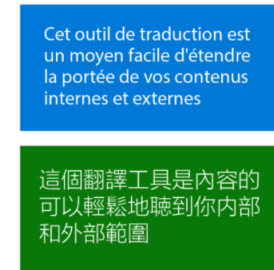 Cet outil de traduction est
un moyen facile d'étendre
la portée de vos contenus
internes et externes
這個翻譯工具是內容的
可以輕鬆地聽到你內部
和外部範圍